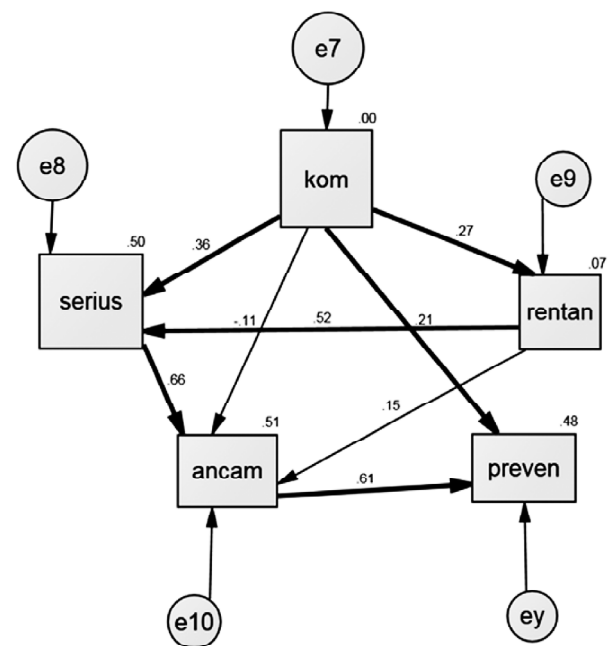 e7
.00
kom
e8
e9
.50
.36
.27
.07
serius
rentan
-.11
.52
.21
.66
.15
.51
.48
ancam
preven
.61
e10
ey